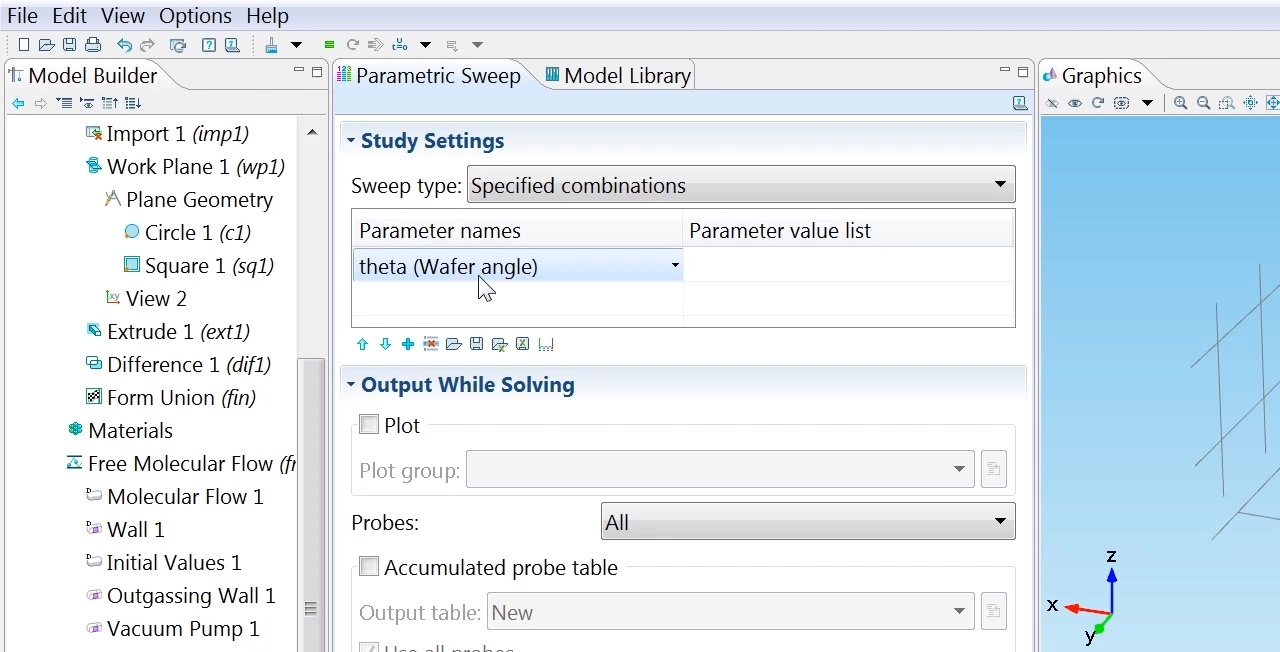 File Edit View Options Help
Model Builder
Parametric Sweep
Model Library
Graphics
Import 1 (imp1)
Work Plane 1 (wp1)
Plane Geometry
Circle 1 (c1)
Square 1 (sq1)
View 2
Extrude 1 (ext1)
Difference 1 (dif1)
Form Union (fin)
Materials
Free Molecular Flow (fr
Molecular Flow 1
Wall 1
Initial Values 1
Outgassing Wall 1
Vacuum Pump 1
Study Settings
Sweep type: Specified combinations
Parameter names Parameter value list
theta (Wafer angle)
Output While Solving
Plot
Plot group:
Probes: All
Accumulated probe table
Output table: New
Use all probes
z
x
y